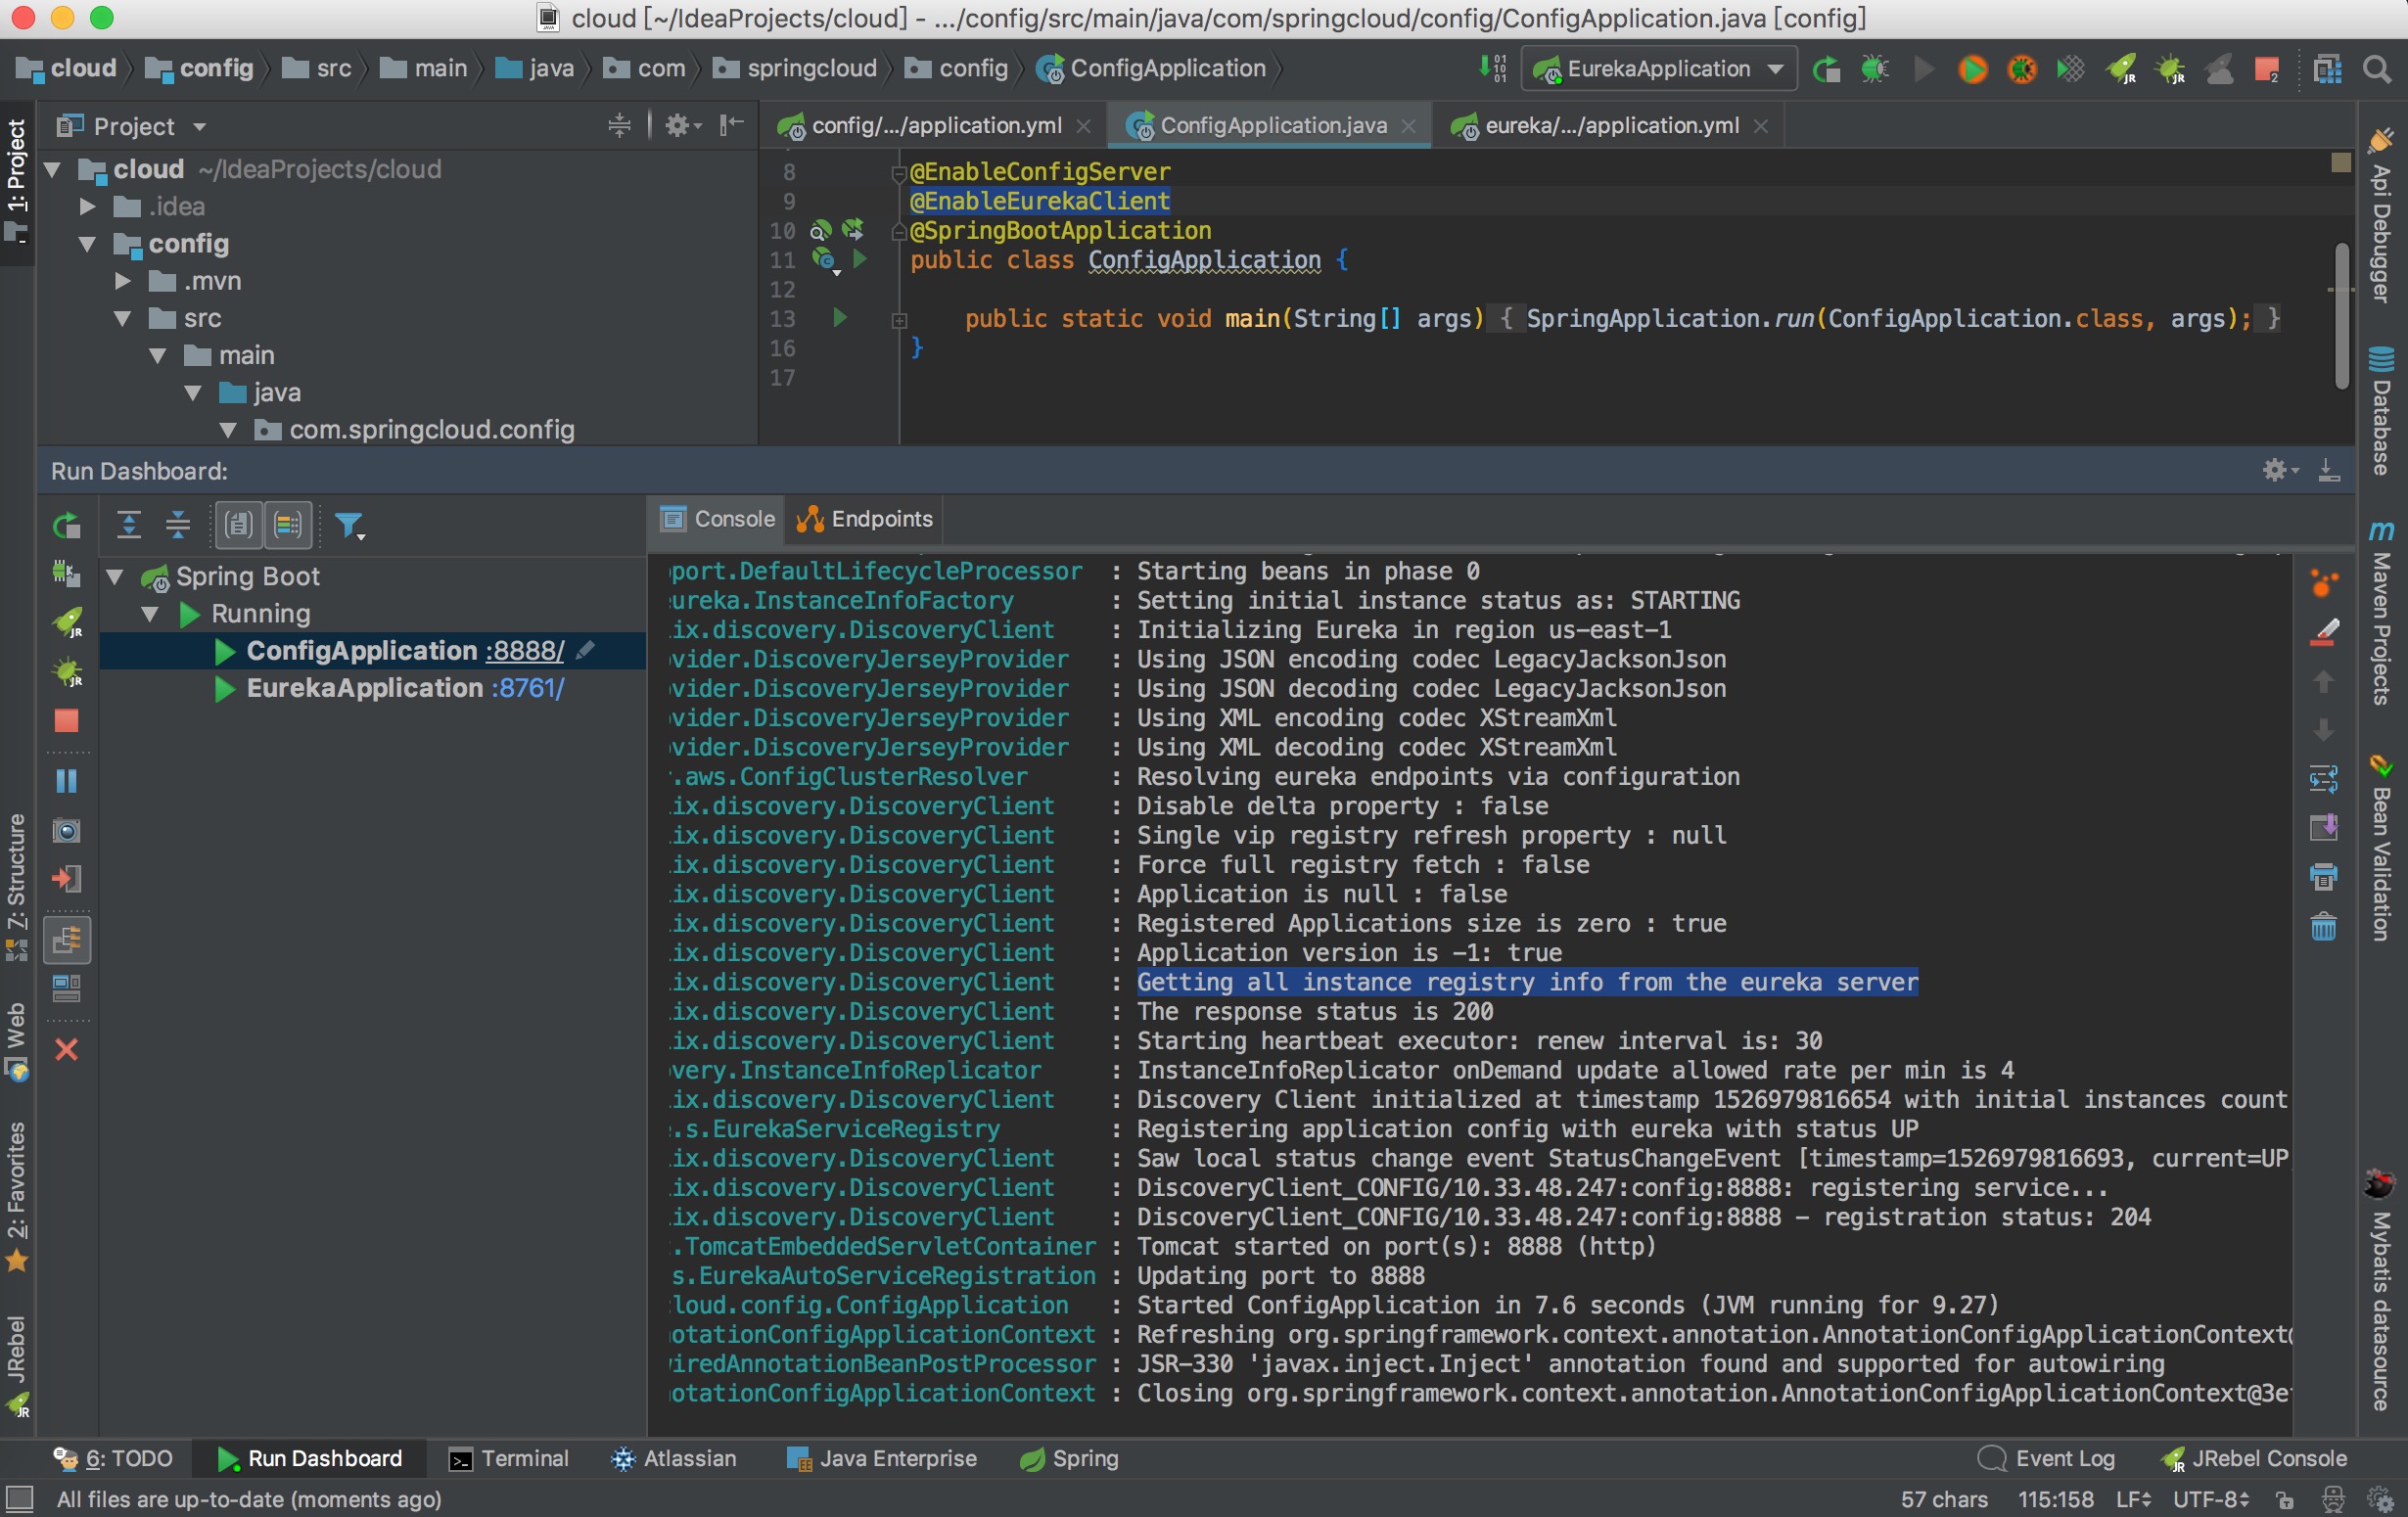 cloud [~/IdeaProjects/cloud] - .../config/src/main/java/com/springcloud/config/ConfigApplication.java [config]
cloud config src main java com springcloud config ConfigApplication
EurekaApplication
2
1: Project
Project
config/.../application.yml
ConfigApplication.java
eureka/.../application.yml
cloud ~/IdeaProjects/cloud
.idea
config
.mvn
src
main
java
com.springcloud.config
8 @EnableConfigServer
9 @EnableEurekaClient
10 @SpringBootApplication
11 public class ConfigApplication {
12
13 public static void main(String[] args) { SpringApplication.run(ConfigApplication.class, args); }
16 }
17
Api Debugger
Database
Maven Projects
Bean Validation
Mybatis datasource
Run Dashboard:
Console
Endpoints
Spring Boot
Running
ConfigApplication :8888/
EurekaApplication :8761/
port.DefaultLifecycleProcessor : Starting beans in phase 0
eureka.InstanceInfoFactory : Setting initial instance status as: STARTING
ix.discovery.DiscoveryClient : Initializing Eureka in region us-east-1
vider.DiscoveryJerseyProvider : Using JSON encoding codec LegacyJacksonJson
vider.DiscoveryJerseyProvider : Using JSON decoding codec LegacyJacksonJson
vider.DiscoveryJerseyProvider : Using XML encoding codec XStreamXml
vider.DiscoveryJerseyProvider : Using XML decoding codec XStreamXml
.aws.ConfigClusterResolver : Resolving eureka endpoints via configuration
ix.discovery.DiscoveryClient : Disable delta property : false
ix.discovery.DiscoveryClient : Single vip registry refresh property : null
ix.discovery.DiscoveryClient : Force full registry fetch : false
ix.discovery.DiscoveryClient : Application is null : false
ix.discovery.DiscoveryClient : Registered Applications size is zero : true
ix.discovery.DiscoveryClient : Application version is -1: true
ix.discovery.DiscoveryClient : Getting all instance registry info from the eureka server
ix.discovery.DiscoveryClient : The response status is 200
ix.discovery.DiscoveryClient : Starting heartbeat executor: renew interval is: 30
very.InstanceInfoReplicator : InstanceInfoReplicator onDemand update allowed rate per min is 4
ix.discovery.DiscoveryClient : Discovery Client initialized at timestamp 1526979816654 with initial instances count
.s.EurekaServiceRegistry : Registering application config with eureka with status UP
ix.discovery.DiscoveryClient : Saw local status change event StatusChangeEvent [timestamp=1526979816693, current=UP
ix.discovery.DiscoveryClient : DiscoveryClient_CONFIG/10.33.48.247:config:8888: registering service...
ix.discovery.DiscoveryClient : DiscoveryClient_CONFIG/10.33.48.247:config:8888 - registration status: 204
.TomcatEmbeddedServletContainer : Tomcat started on port(s): 8888 (http)
s.EurekaAutoServiceRegistration : Updating port to 8888
cloud.config.ConfigApplication : Started ConfigApplication in 7.6 seconds (JVM running for 9.27)
otationConfigApplicationContext : Refreshing org.springframework.context.annotation.AnnotationConfigApplicationContext@
iredAnnotationBeanPostProcessor : JSR-330 'javax.inject.Inject' annotation found and supported for autowiring
otationConfigApplicationContext : Closing org.springframework.context.annotation.AnnotationConfigApplicationContext@3e
7: Structure
Web
2: Favorites
JRebel
6: TODO
Run Dashboard
Terminal
Atlassian
Java Enterprise
Spring
Event Log
JRebel Console
All files are up-to-date (moments ago)
57 chars 115:158 LF UTF-8